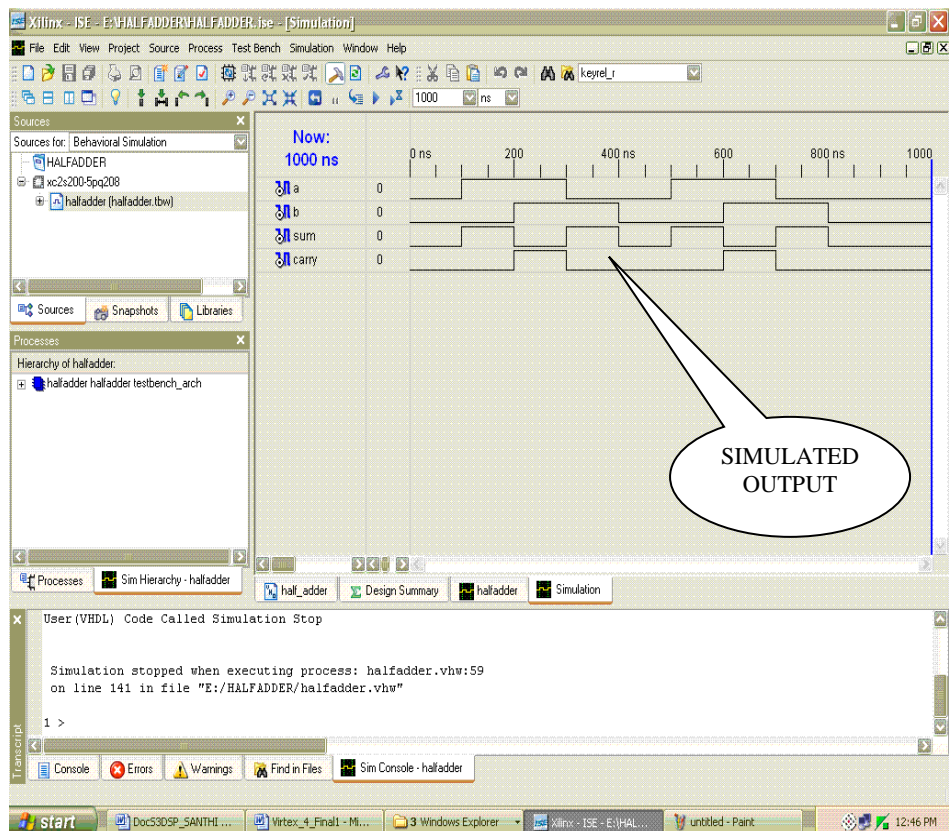 Xilinx - ISE - E:\HALFADDER\HALFADDER.ise - [Simulation]
File Edit View Project Source Process Test Bench Simulation Window Help
keyrel_r
1000 ns
Sources
Sources for: Behavioral Simulation
HALFADDER
xc2s200-5pq208
halfadder (halfadder.tbw)
Sources Snapshots Libraries
Processes
Hierarchy of halfadder:
halfadder halfadder testbench_arch
Processes Sim Hierarchy - halfadder
Now:
1000 ns
0 ns 200 400 ns 600 800 ns 1000
a 0
b 0
sum 0
carry 0
SIMULATED
OUTPUT
half_adder Design Summary halfadder Simulation
User(VHDL) Code Called Simulation Stop
Simulation stopped when executing process: halfadder.vhw:59
on line 141 in file "E:/HALFADDER/halfadder.vhw"
1 >
Transcript
Console Errors Warnings Find in Files Sim Console - halfadder
start DocS3DSP_SANTHI ... Virtex_4_Final1 - Mi... 3 Windows Explorer Xilinx - ISE - E:\HAL... untitled - Paint 12:46 PM